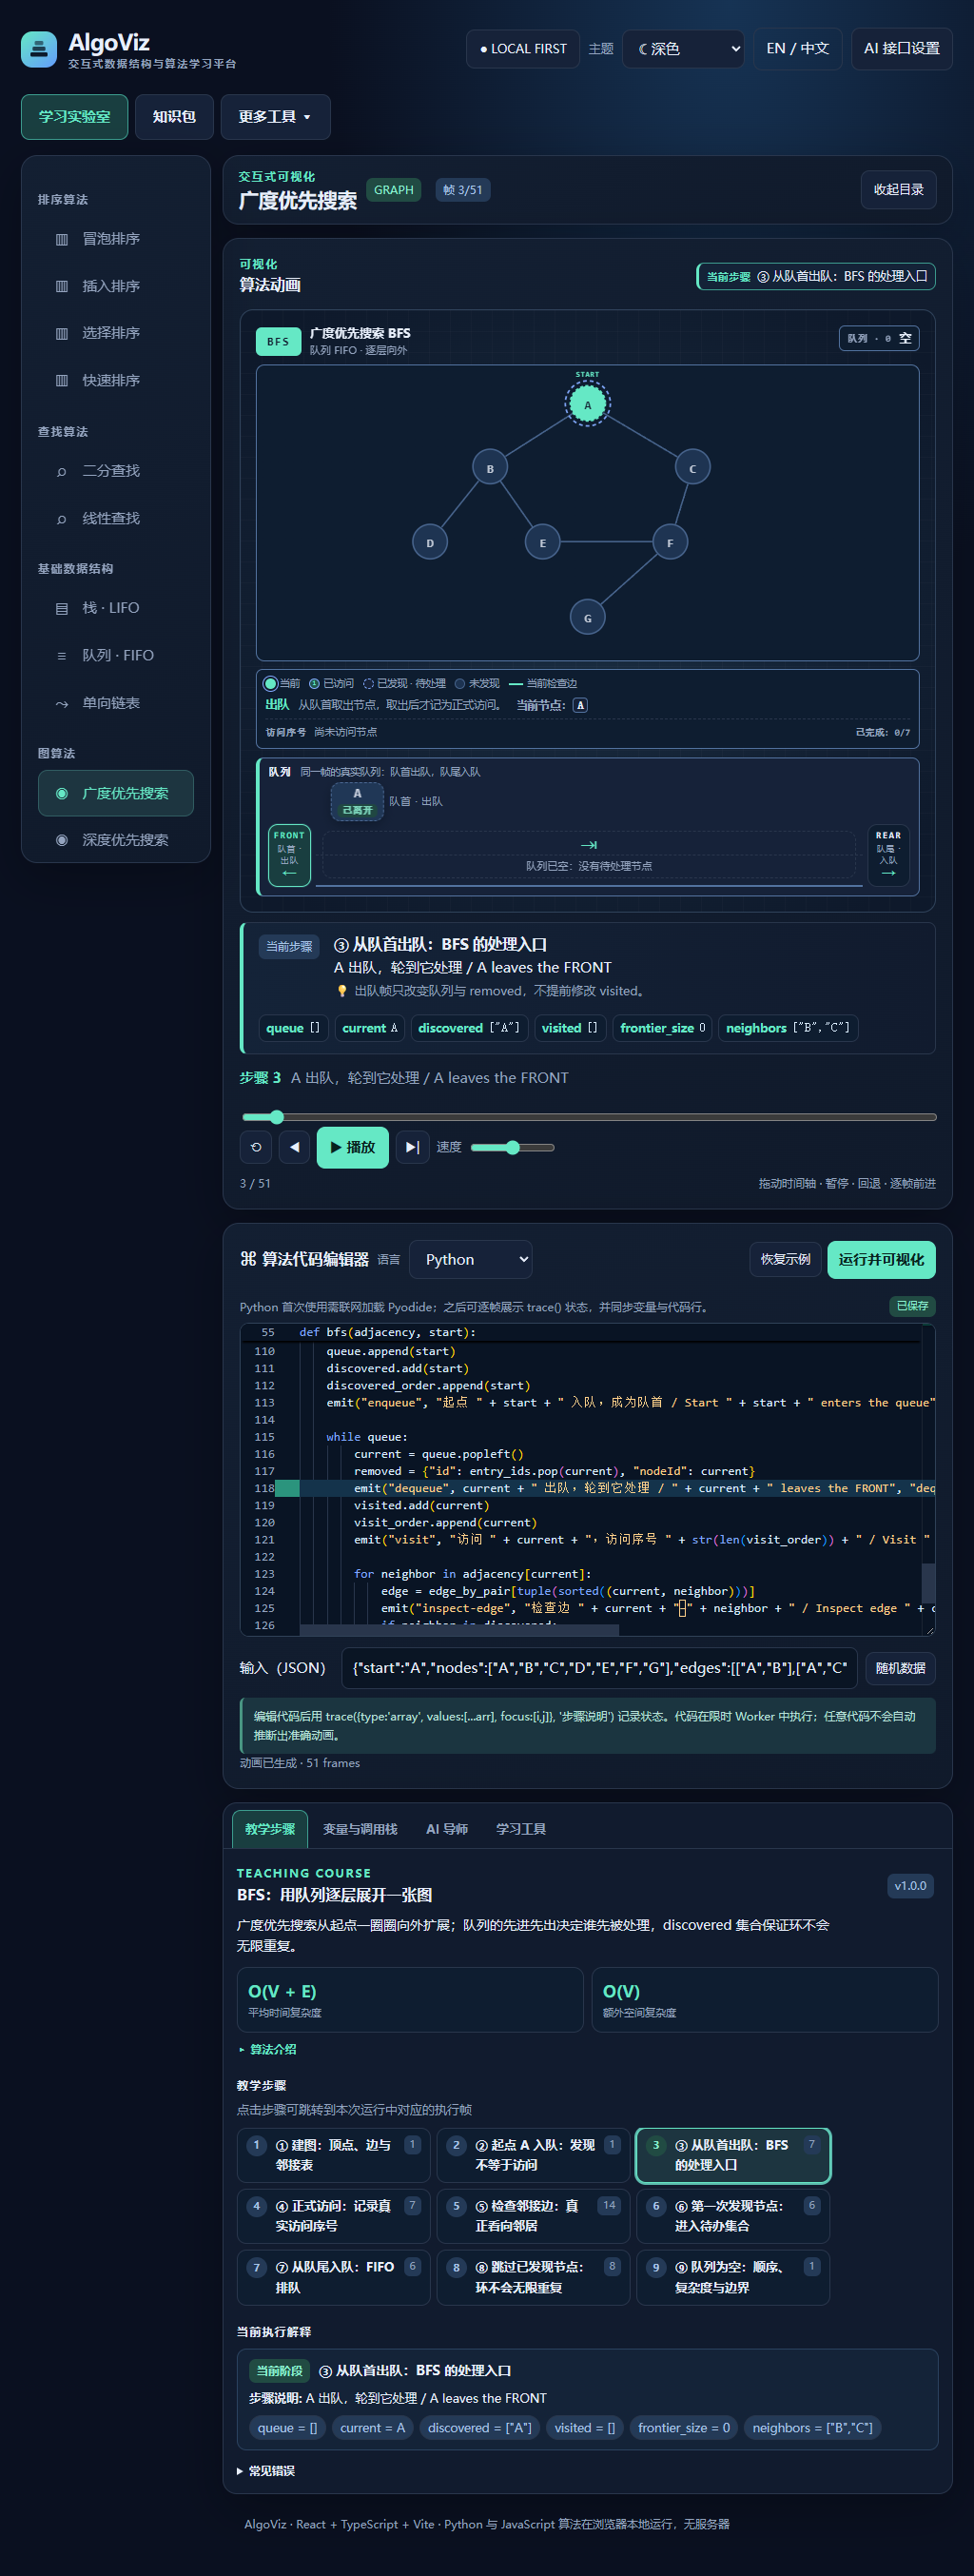 AlgoViz
交互式数据结构与算法学习平台
● LOCAL FIRST
主题
☾ 深色
EN / 中文
AI 接口设置
学习实验室
知识包
更多工具 ▾
排序算法
▥ 冒泡排序
▥ 插入排序
▥ 选择排序
▥ 快速排序
查找算法
⌕ 二分查找
⌕ 线性查找
基础数据结构
▤ 栈 · LIFO
≡ 队列 · FIFO
⤳ 单向链表
图算法
◉ 广度优先搜索
◉ 深度优先搜索
交互式可视化
广度优先搜索
GRAPH
帧 3/51
收起目录
可视化
算法动画
当前步骤 ③ 从队首出队：BFS 的处理入口
BFS
广度优先搜索 BFS
队列 FIFO · 逐层向外
队列 · 0 空
START
A
B
C
D
E
F
G
当前
1 已访问
已发现 · 待处理
未发现
当前检查边
出队 从队首取出节点，取出后才记为正式访问。 当前节点： A
访问序号 尚未访问节点
已完成：0/7
队列 同一帧的真实队列：队首出队，队尾入队
A
已离开
队首 · 出队
FRONT
队首 ·
出队
←
⇥
队列已空：没有待处理节点
REAR
队尾 ·
入队
→
当前步骤
③ 从队首出队：BFS 的处理入口
A 出队，轮到它处理 / A leaves the FRONT
💡 出队帧只改变队列与 removed，不提前修改 visited。
queue []
current A
discovered ["A"]
visited []
frontier_size 0
neighbors ["B","C"]
步骤 3 A 出队，轮到它处理 / A leaves the FRONT
⟲
◀
▶ 播放
▶|
速度
3 / 51
拖动时间轴 · 暂停 · 回退 · 逐帧前进
⌘ 算法代码编辑器
语言
Python
恢复示例
运行并可视化
Python 首次使用需联网加载 Pyodide；之后可逐帧展示 trace() 状态，并同步变量与代码行。
已保存
55 def bfs(adjacency, start):
110 queue.append(start)
111 discovered.add(start)
112 discovered_order.append(start)
113 emit("enqueue", "起点 " + start + " 入队，成为队首 / Start " + start + " enters the queue"
114
115 while queue:
116 current = queue.popleft()
117 removed = {"id": entry_ids.pop(current), "nodeId": current}
118 emit("dequeue", current + " 出队，轮到它处理 / " + current + " leaves the FRONT", "deq
119 visited.add(current)
120 visit_order.append(current)
121 emit("visit", "访问 " + current + "，访问序号 " + str(len(visit_order)) + " / Visit "
122
123 for neighbor in adjacency[current]:
124 edge = edge_by_pair[tuple(sorted((current, neighbor)))]
125 emit("inspect-edge", "检查边 " + current + "–" + neighbor + " / Inspect edge " + c
126 if neighbor in discovered:
输入（JSON）
{"start":"A","nodes":["A","B","C","D","E","F","G"],"edges":[["A","B"],["A","C"
随机数据
编辑代码后用 trace({type:'array', values:[...arr], focus:[i,j]}, '步骤说明') 记录状态。代码在限时 Worker 中执行；任意代码不会自动
推断出准确动画。
动画已生成 · 51 frames
教学步骤
变量与调用栈
AI 导师
学习工具
TEACHING COURSE
BFS：用队列逐层展开一张图
v1.0.0
广度优先搜索从起点一圈圈向外扩展；队列的先进先出决定谁先被处理，discovered 集合保证环不会
无限重复。
O(V + E)
平均时间复杂度
O(V)
额外空间复杂度
▸ 算法介绍
教学步骤
点击步骤可跳转到本次运行中对应的执行帧
1 ① 建图：顶点、边与
邻接表
1
2 ② 起点 A 入队：发现
不等于访问
1
3 ③ 从队首出队：BFS
的处理入口
7
4 ④ 正式访问：记录真
实访问序号
7
5 ⑤ 检查邻接边：真
正看向邻居
14
6 ⑥ 第一次发现节点：
进入待办集合
6
7 ⑦ 从队尾入队：FIFO
排队
6
8 ⑧ 跳过已发现节点：
环不会无限重复
8
9 ⑨ 队列为空：顺序、
复杂度与边界
1
当前执行解释
当前阶段 ③ 从队首出队：BFS 的处理入口
步骤说明: A 出队，轮到它处理 / A leaves the FRONT
queue = []
current = A
discovered = ["A"]
visited = []
frontier_size = 0
neighbors = ["B","C"]
▶ 常见错误
AlgoViz · React + TypeScript + Vite · Python 与 JavaScript 算法在浏览器本地运行，无服务器